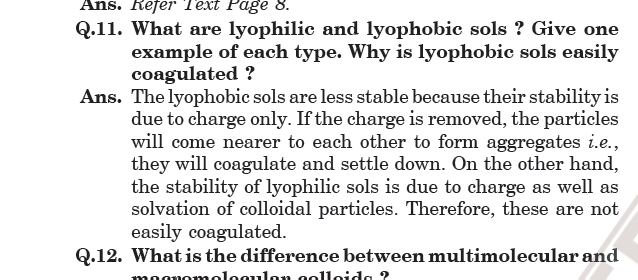 Ans. Refer Text Page 8.
Q.11. What are lyophilic and lyophobic sols ? Give one
example of each type. Why is lyophobic sols easily
coagulated ?
Ans. The lyophobic sols are less stable because their stability is
due to charge only. If the charge is removed, the particles
will come nearer to each other to form aggregates i.e.,
they will coagulate and settle down. On the other hand,
the stability of lyophilic sols is due to charge as well as
solvation of colloidal particles. Therefore, these are not
easily coagulated.
Q.12. What is the difference between multimolecular and
macromolecular colloids ?